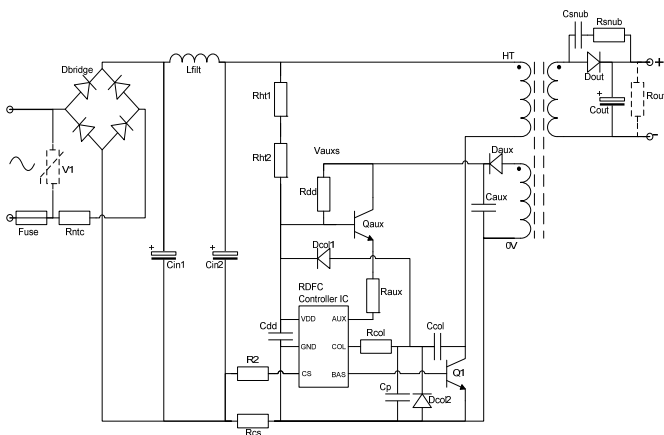 Csnub
Rsnub
HT
Dbridge
Lfilt
Dout
+
Rht1
Cout
Rout
Rht2
Vauxs
Daux
V1
Rdd
Caux
Qaux
Fuse
Rntc
Dcol1
0V
Cin1
Cin2
RDFC
Controller IC
Raux
Cdd
VDD
AUX
Rcol
Ccol
GND
COL
R2
CS
BAS
Q1
Cp
Dcol2
Rcs